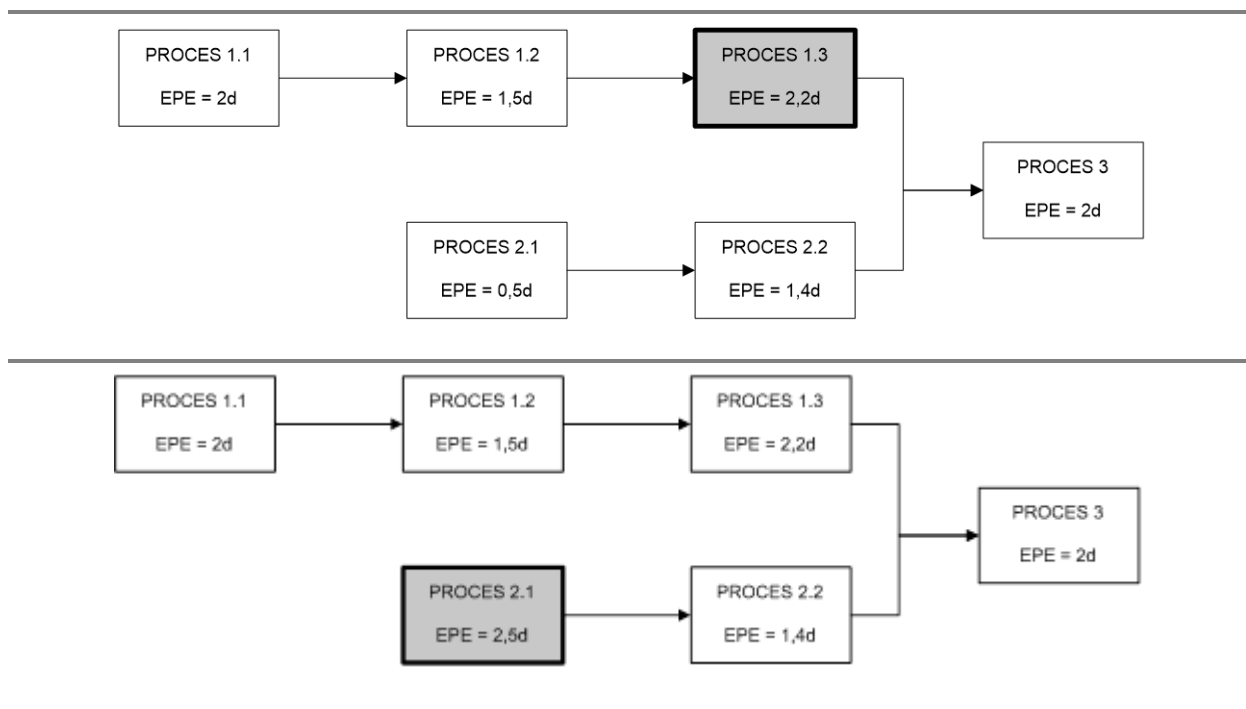 PROCES 1.1
EPE = 2d
PROCES 1.2
EPE = 1,5d
PROCES 1.3
EPE = 2,2d
PROCES 3
EPE = 2d
PROCES 2.1
EPE = 0,5d
PROCES 2.2
EPE = 1,4d
PROCES 1.1
EPE = 2d
PROCES 1.2
EPE = 1,5d
PROCES 1.3
EPE = 2,2d
PROCES 3
EPE = 2d
PROCES 2.1
EPE = 2,5d
PROCES 2.2
EPE = 1,4d